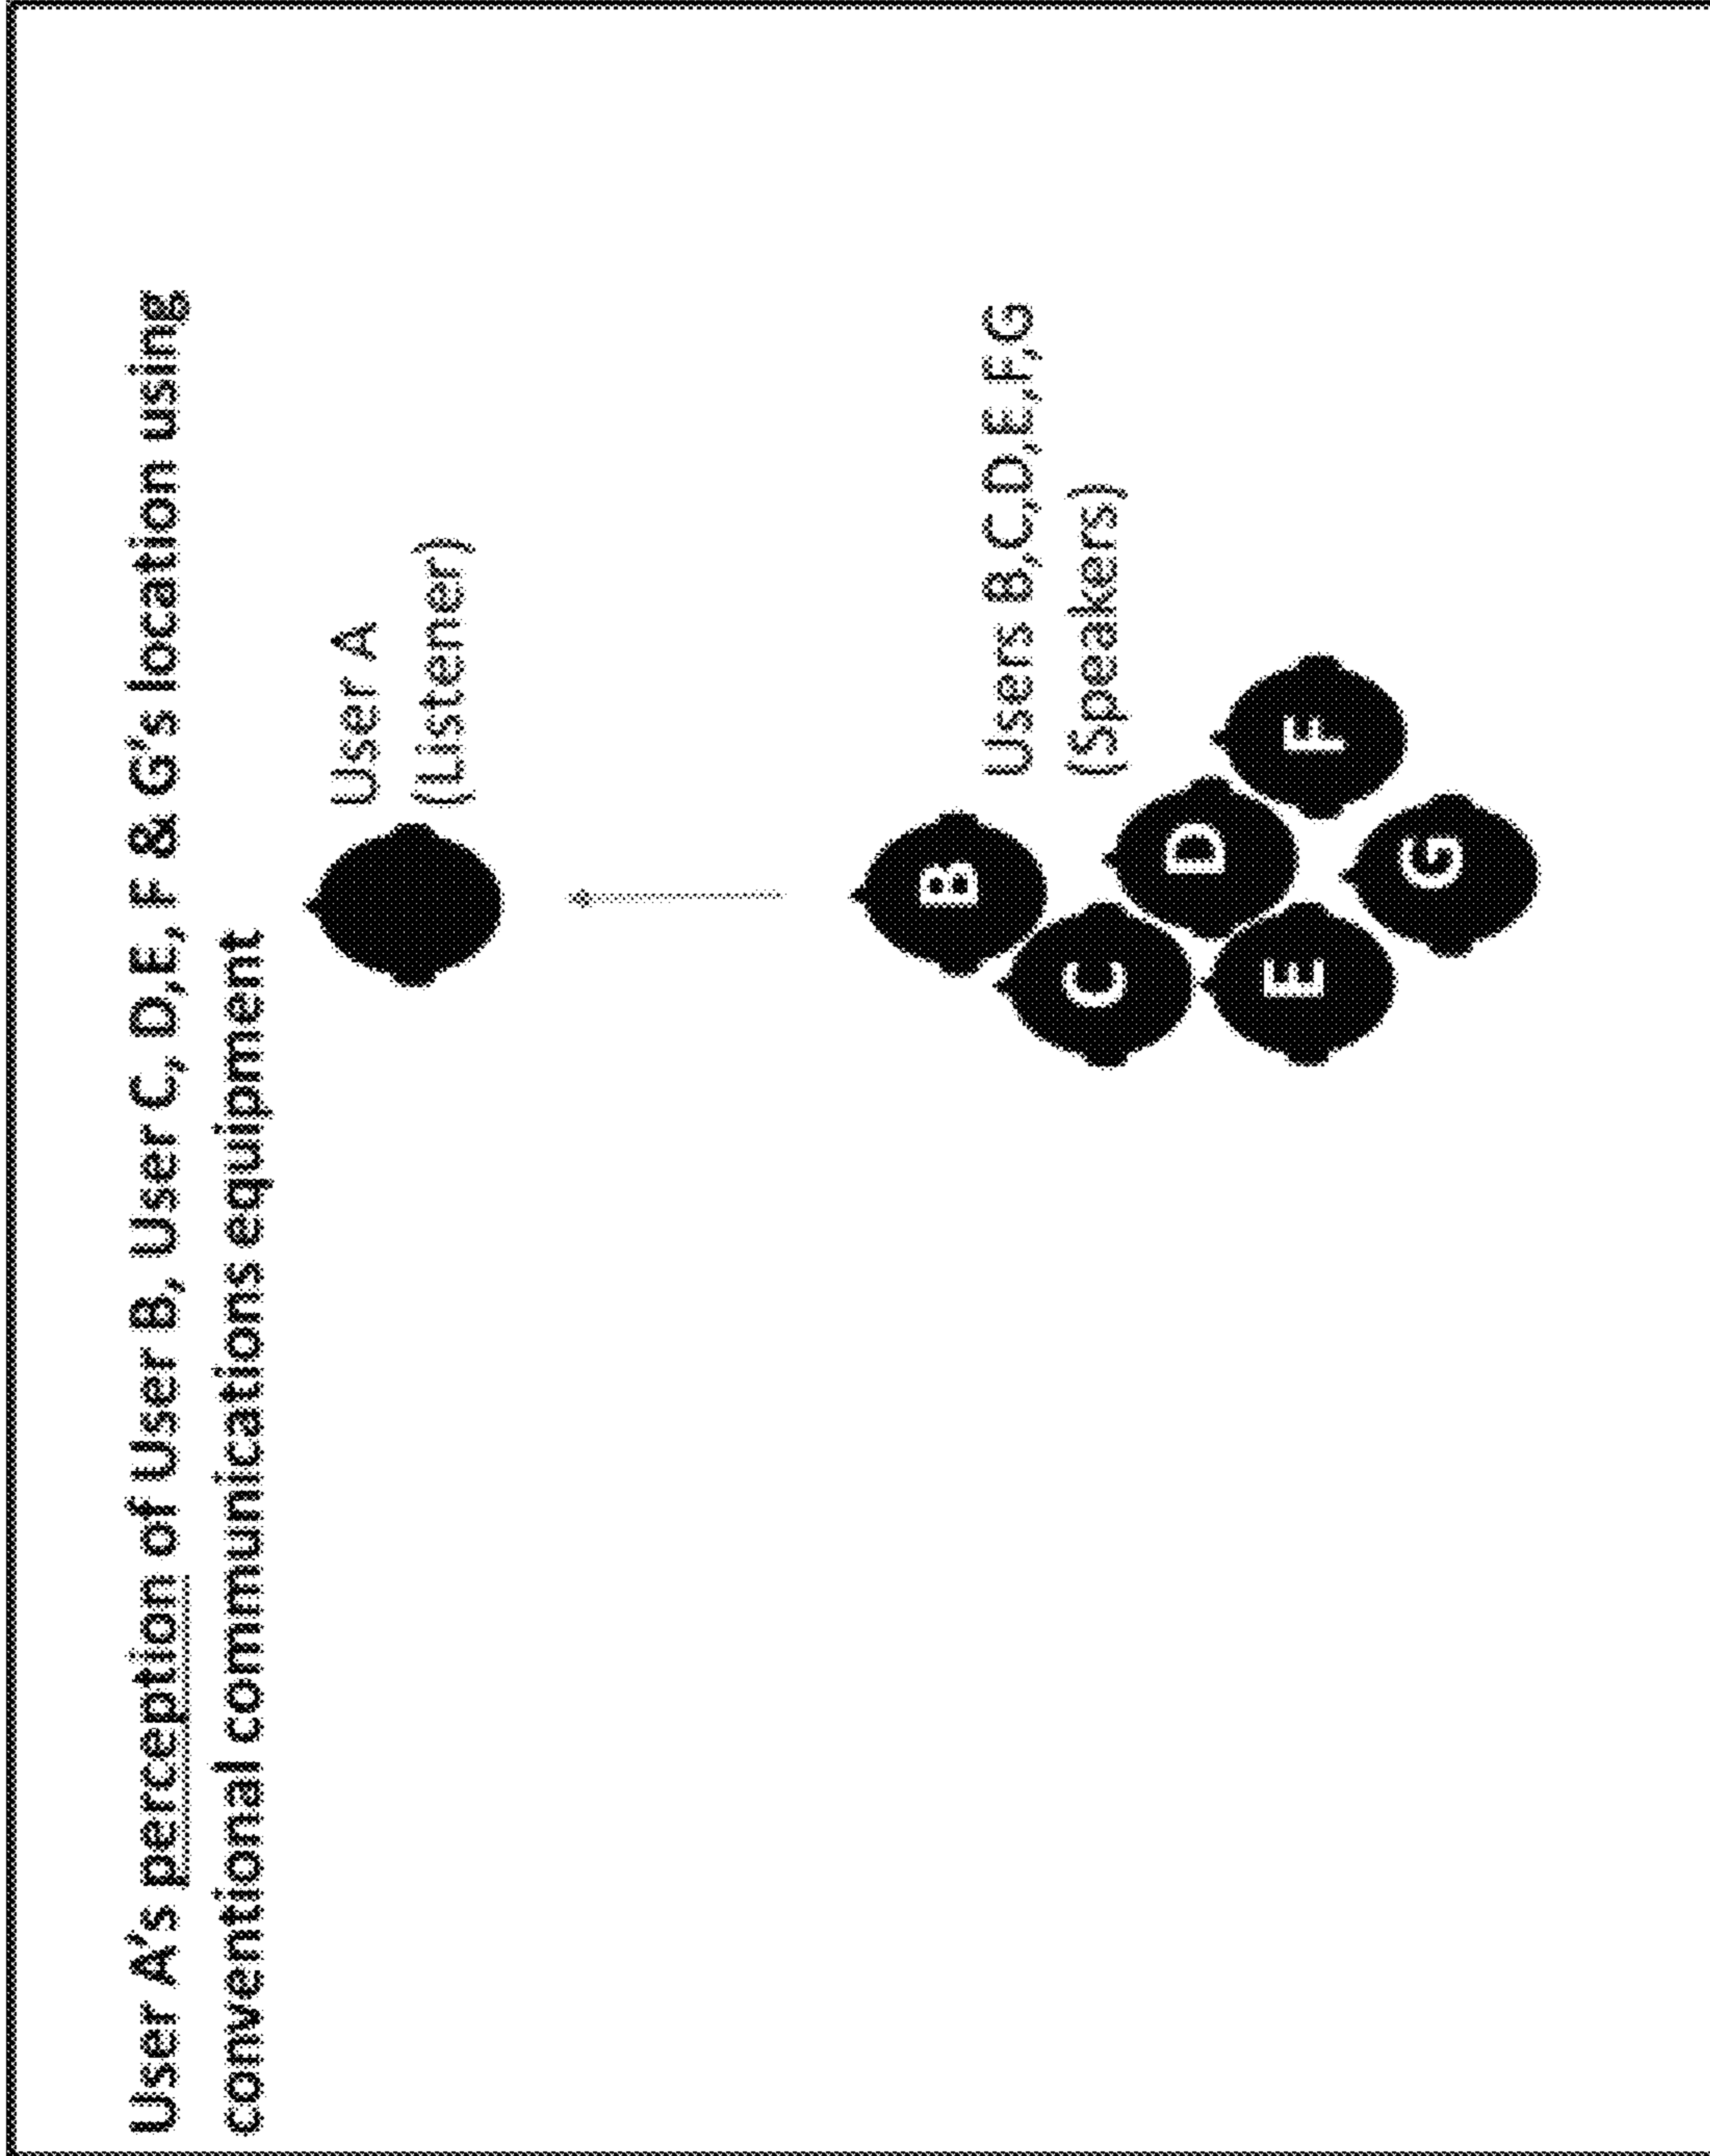 User A's perception of User B, User C, D,E, F & G's location using
conventional communications equipment
User A
(Listener)
Users B,C,D,E,F,G
(Speakers)
B
C
D
E
F
G